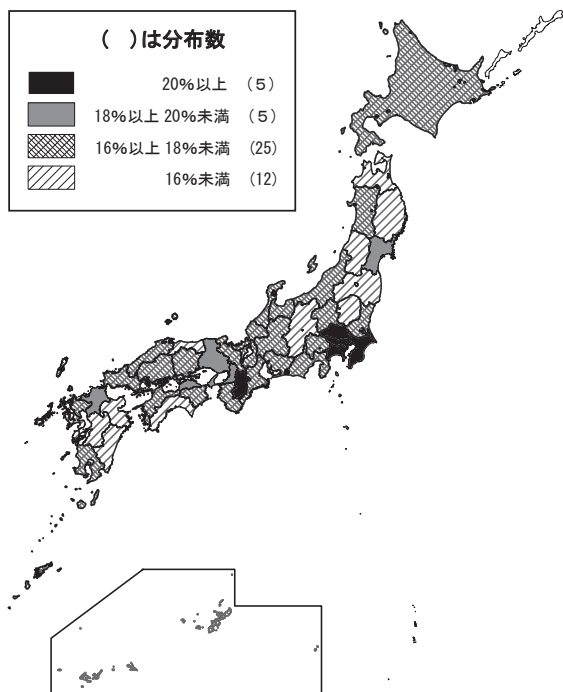 (　)は分布数
20%以上 (5)
18%以上 20%未満 (5)
16%以上 18%未満 (25)
16%未満 (12)